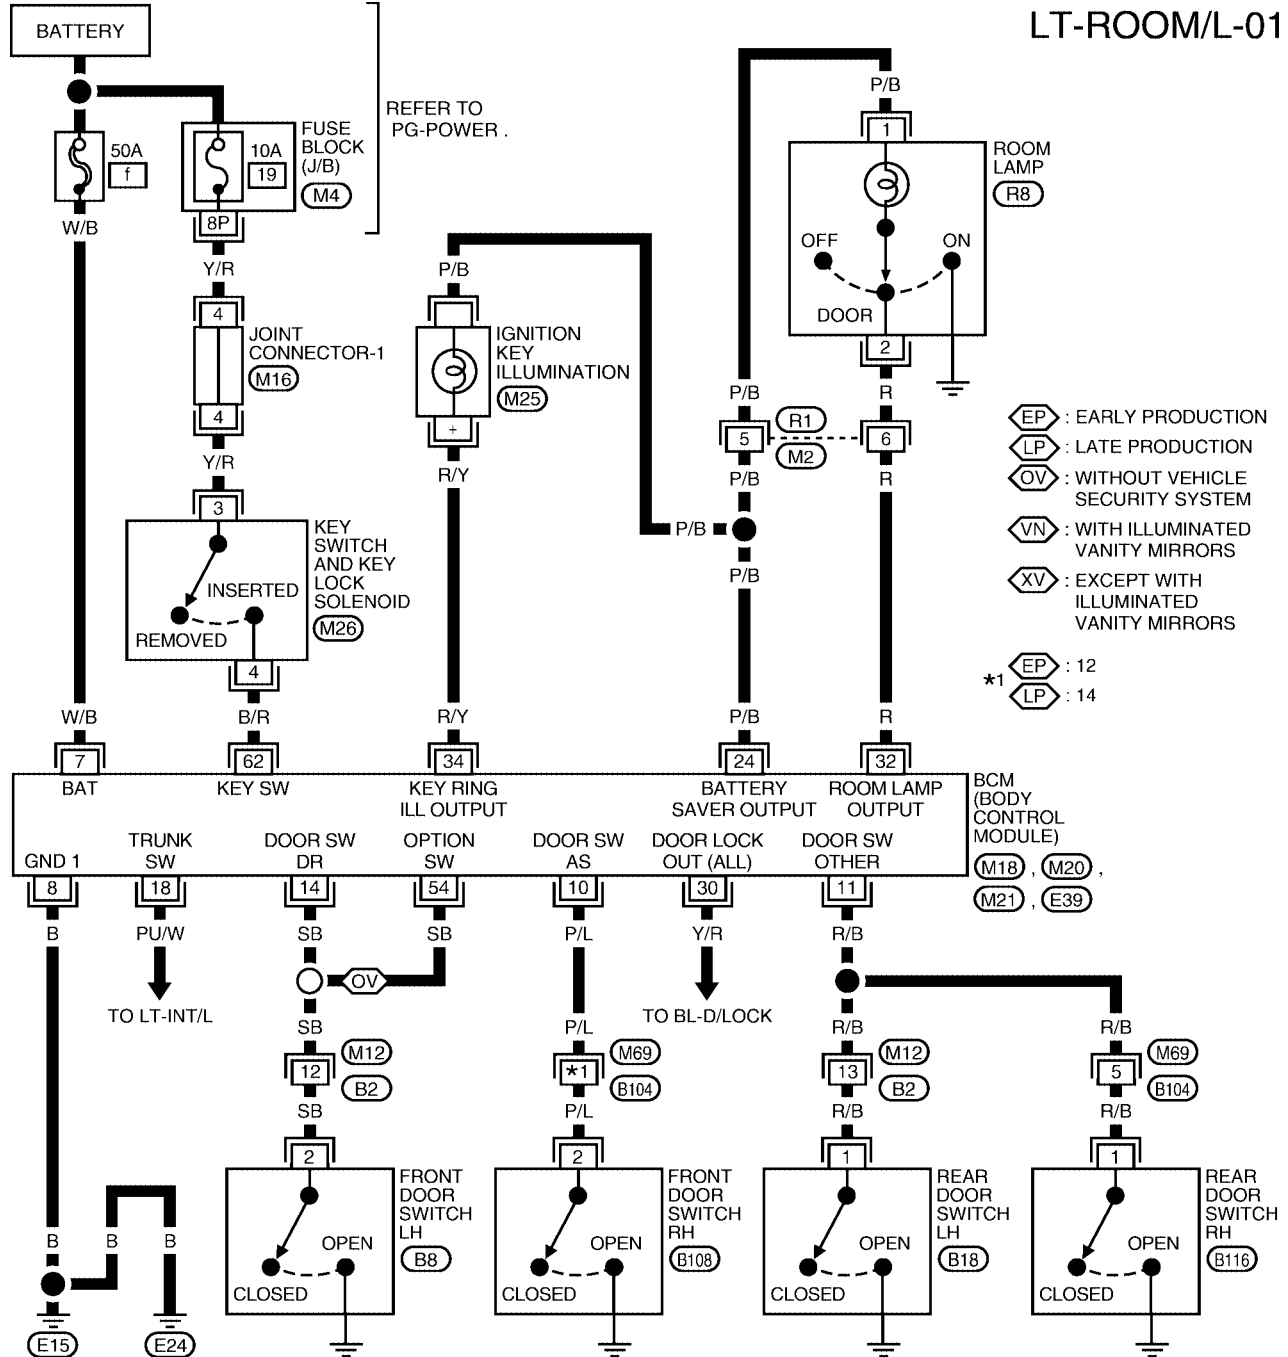 LT-ROOM/L-01
BATTERY
REFER TO
PG-POWER .
50A
f
10A
19
FUSE
BLOCK
(J/B)
M4
8P
W/B
Y/R
4
JOINT
CONNECTOR-1
M16
4
Y/R
3
KEY
SWITCH
AND KEY
LOCK
SOLENOID
M26
INSERTED
REMOVED
4
B/R
W/B
P/B
IGNITION
KEY
ILLUMINATION
M25
+
R/Y
R/Y
P/B
1
ROOM
LAMP
R8
OFF
ON
DOOR
2
P/B
R
5
R1
M2
6
P/B
R
P/B
P/B
P/B
R
EP : EARLY PRODUCTION
LP : LATE PRODUCTION
OV : WITHOUT VEHICLE
SECURITY SYSTEM
VN : WITH ILLUMINATED
VANITY MIRRORS
XV : EXCEPT WITH
ILLUMINATED
VANITY MIRRORS
*1
EP : 12
LP : 14
7
62
34
24
32
BAT
KEY SW
KEY RING
ILL OUTPUT
BATTERY
SAVER OUTPUT
ROOM LAMP
OUTPUT
BCM
(BODY
CONTROL
MODULE)
M18 , M20 ,
M21 , E39
GND 1
TRUNK
SW
DOOR SW
DR
OPTION
SW
DOOR SW
AS
DOOR LOCK
OUT (ALL)
DOOR SW
OTHER
8
18
14
54
10
30
11
B
PU/W
SB
SB
P/L
Y/R
R/B
OV
TO LT-INT/L
TO BL-D/LOCK
SB
P/L
R/B
R/B
12
M12
B2
*1
M69
B104
13
M12
B2
5
M69
B104
SB
P/L
R/B
R/B
2
2
1
1
FRONT
DOOR
SWITCH
LH
B8
OPEN
CLOSED
FRONT
DOOR
SWITCH
RH
B108
OPEN
CLOSED
REAR
DOOR
SWITCH
LH
B18
OPEN
CLOSED
REAR
DOOR
SWITCH
RH
B116
OPEN
CLOSED
B
B
B
E15
E24